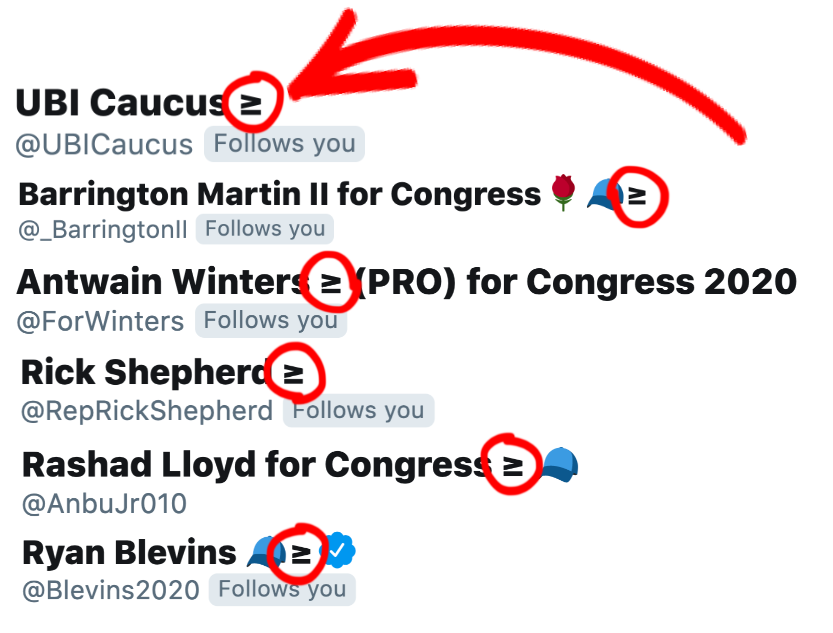 UBI Caucus ≥
@UBICaucus Follows you
Barrington Martin II for Congress🌹🧢≥
@_BarringtonII Follows you
Antwain Winters ≥ (PRO) for Congress 2020
@ForWinters Follows you
Rick Shepherd ≥
@RepRickShepherd Follows you
Rashad Lloyd for Congress ≥ 🧢
@AnbuJr010
Ryan Blevins 🧢≥
@Blevins2020 Follows you